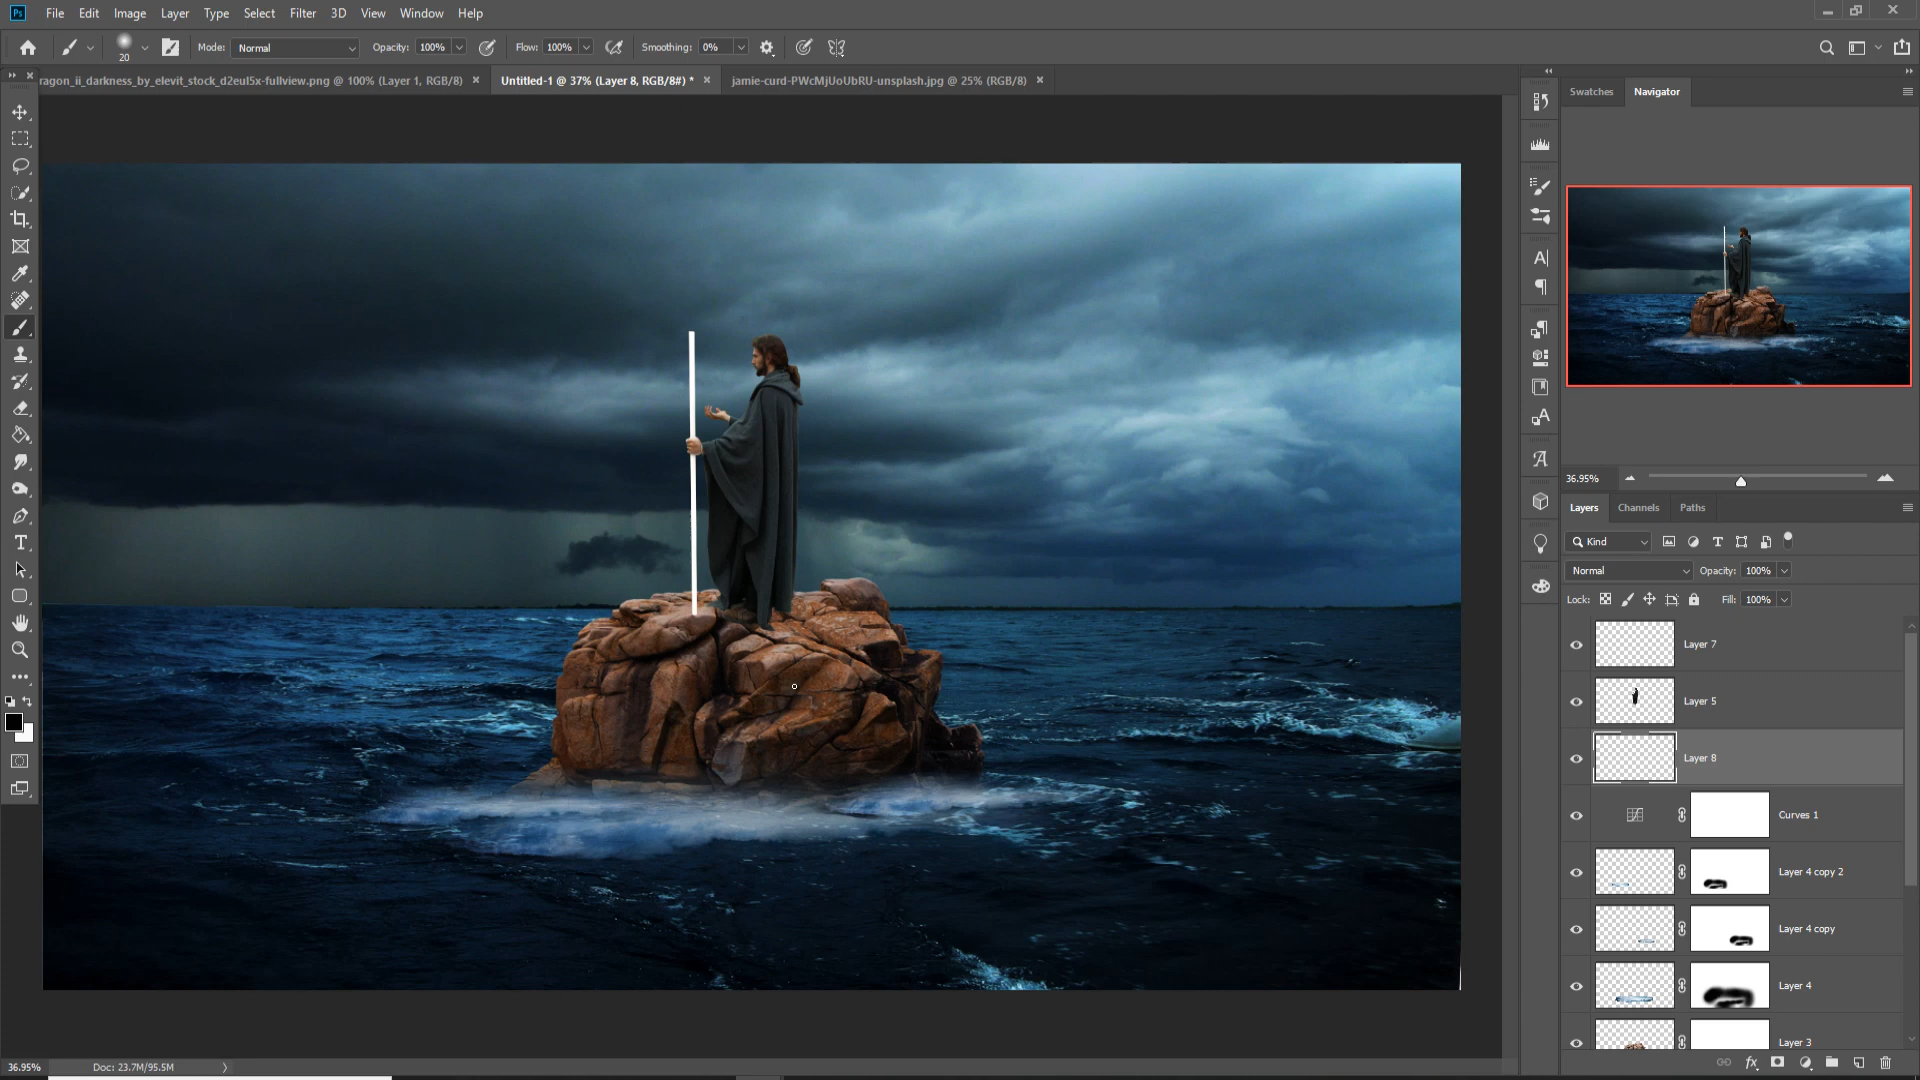 Ps File Edit Image Layer Type Select Filter 3D View Window Help
20 Mode: Normal Opacity: 100% Flow: 100% Smoothing: 0%
ragon_ii_darkness_by_elevit_stock_d2eul5x-fullview.png @ 100% (Layer 1, RGB/8) × Untitled-1 @ 37% (Layer 8, RGB/8#) * × jamie-curd-PWcMjUoUbRU-unsplash.jpg @ 25% (RGB/8) ×
Swatches Navigator
36.95%
Layers Channels Paths
Kind
Normal Opacity: 100%
Lock: Fill: 100%
Layer 7
Layer 5
Layer 8
Curves 1
Layer 4 copy 2
Layer 4 copy
Layer 4
Layer 3
36.95% Doc: 23.7M/95.5M